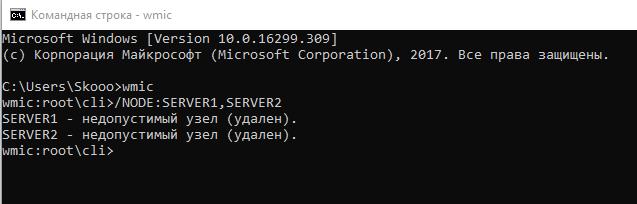 Командная строка - wmic
Microsoft Windows [Version 10.0.16299.309]
(c) Корпорация Майкрософт (Microsoft Corporation), 2017. Все права защищены.
C:\Users\Skooo>wmic
wmic:root\cli>/NODE:SERVER1,SERVER2
SERVER1 - недопустимый узел (удален).
SERVER2 - недопустимый узел (удален).
wmic:root\cli>